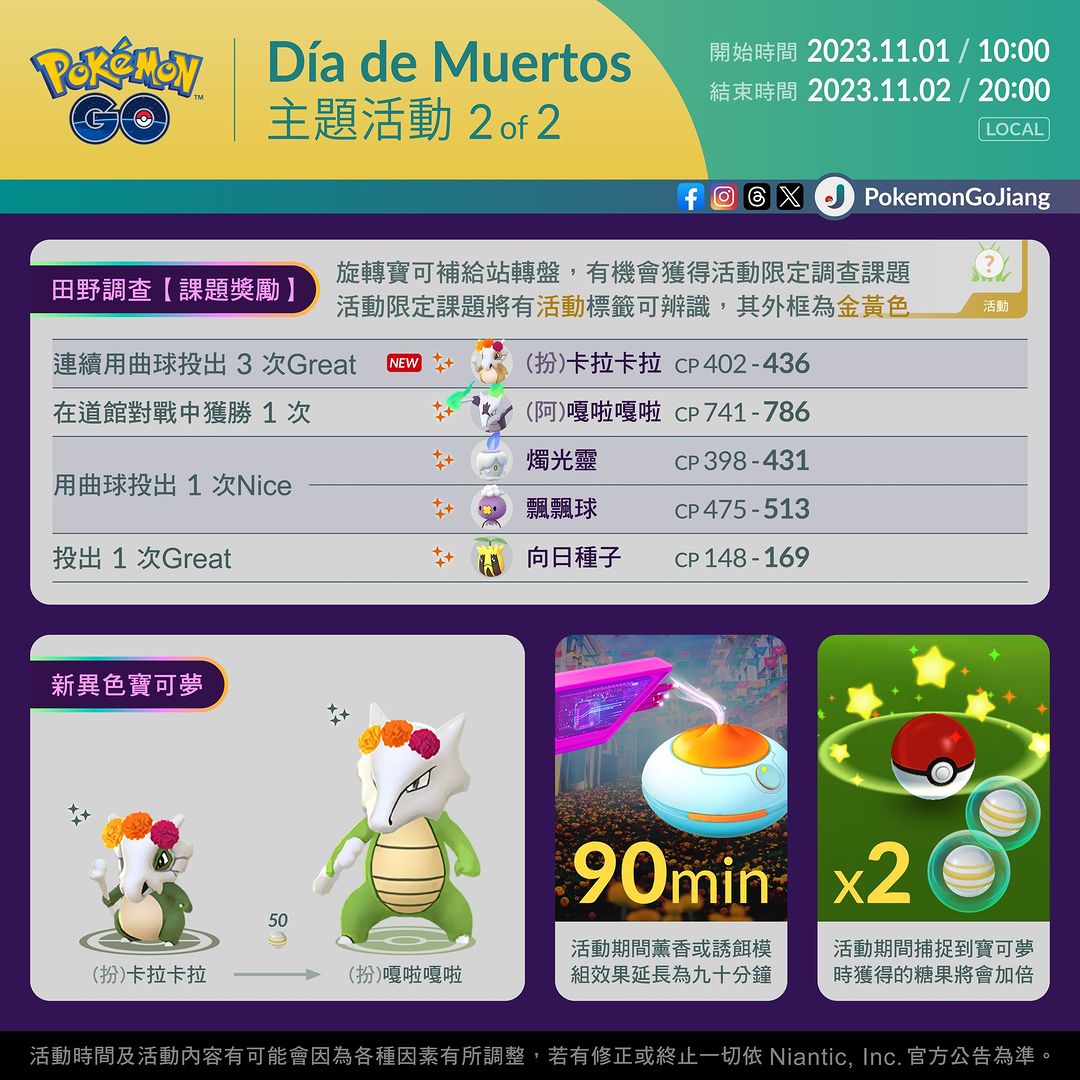 POKéMON
GO
TM
Día de Muertos
主題活動 2 of 2
開始時間 2023.11.01 / 10:00
結束時間 2023.11.02 / 20:00
LOCAL
PokemonGoJiang
田野調查【課題獎勵】
旋轉寶可補給站轉盤，有機會獲得活動限定調查課題
活動限定課題將有活動標籤可辨識，其外框為金黃色
?
活動
連續用曲球投出 3 次Great NEW (扮)卡拉卡拉 CP 402 - 436
在道館對戰中獲勝 1 次 (阿)嘎啦嘎啦 CP 741 - 786
用曲球投出 1 次Nice
燭光靈 CP 398 - 431
飄飄球 CP 475 - 513
投出 1 次Great 向日種子 CP 148 - 169
新異色寶可夢
50
(扮)卡拉卡拉
(扮)嘎啦嘎啦
90min
活動期間薰香或誘餌模
組效果延長為九十分鐘
x2
活動期間捕捉到寶可夢
時獲得的糖果將會加倍
活動時間及活動內容有可能會因為各種因素有所調整，若有修正或終止一切依 Niantic, Inc. 官方公告為準。